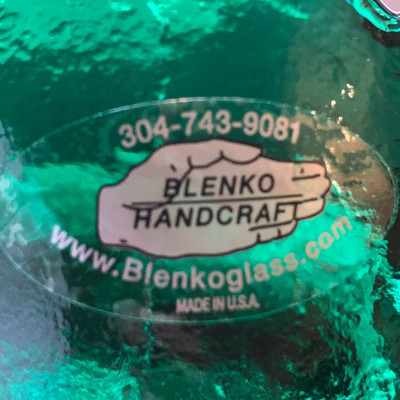 304-743-9081
BLENKO
HANDCRAFT
www.Blenkoglass.com
MADE IN U.S.A.